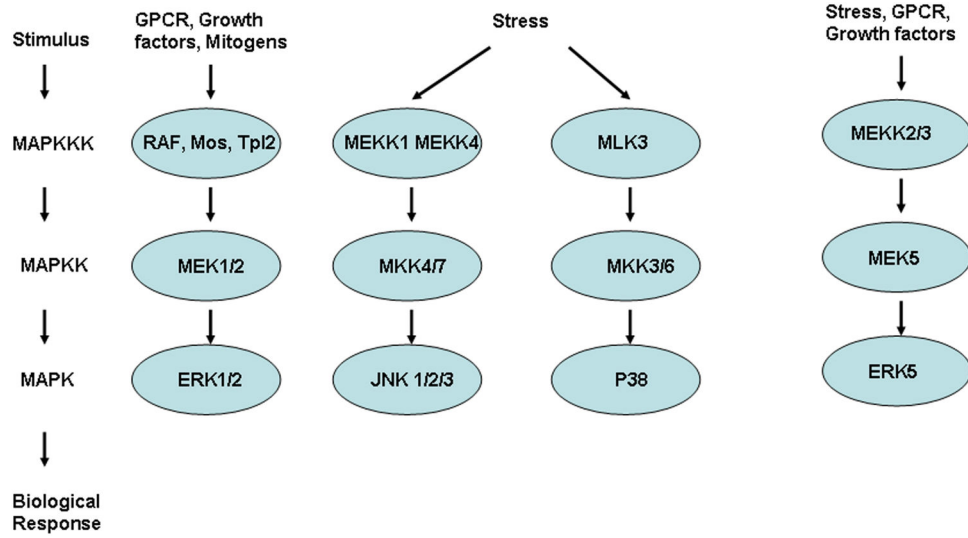 Stimulus
GPCR, Growth
factors, Mitogens
Stress
Stress, GPCR,
Growth factors
MAPKKK
RAF, Mos, Tpl2
MEKK1 MEKK4
MLK3
MEKK2/3
MAPKK
MEK1/2
MKK4/7
MKK3/6
MEK5
MAPK
ERK1/2
JNK 1/2/3
P38
ERK5
Biological
Response